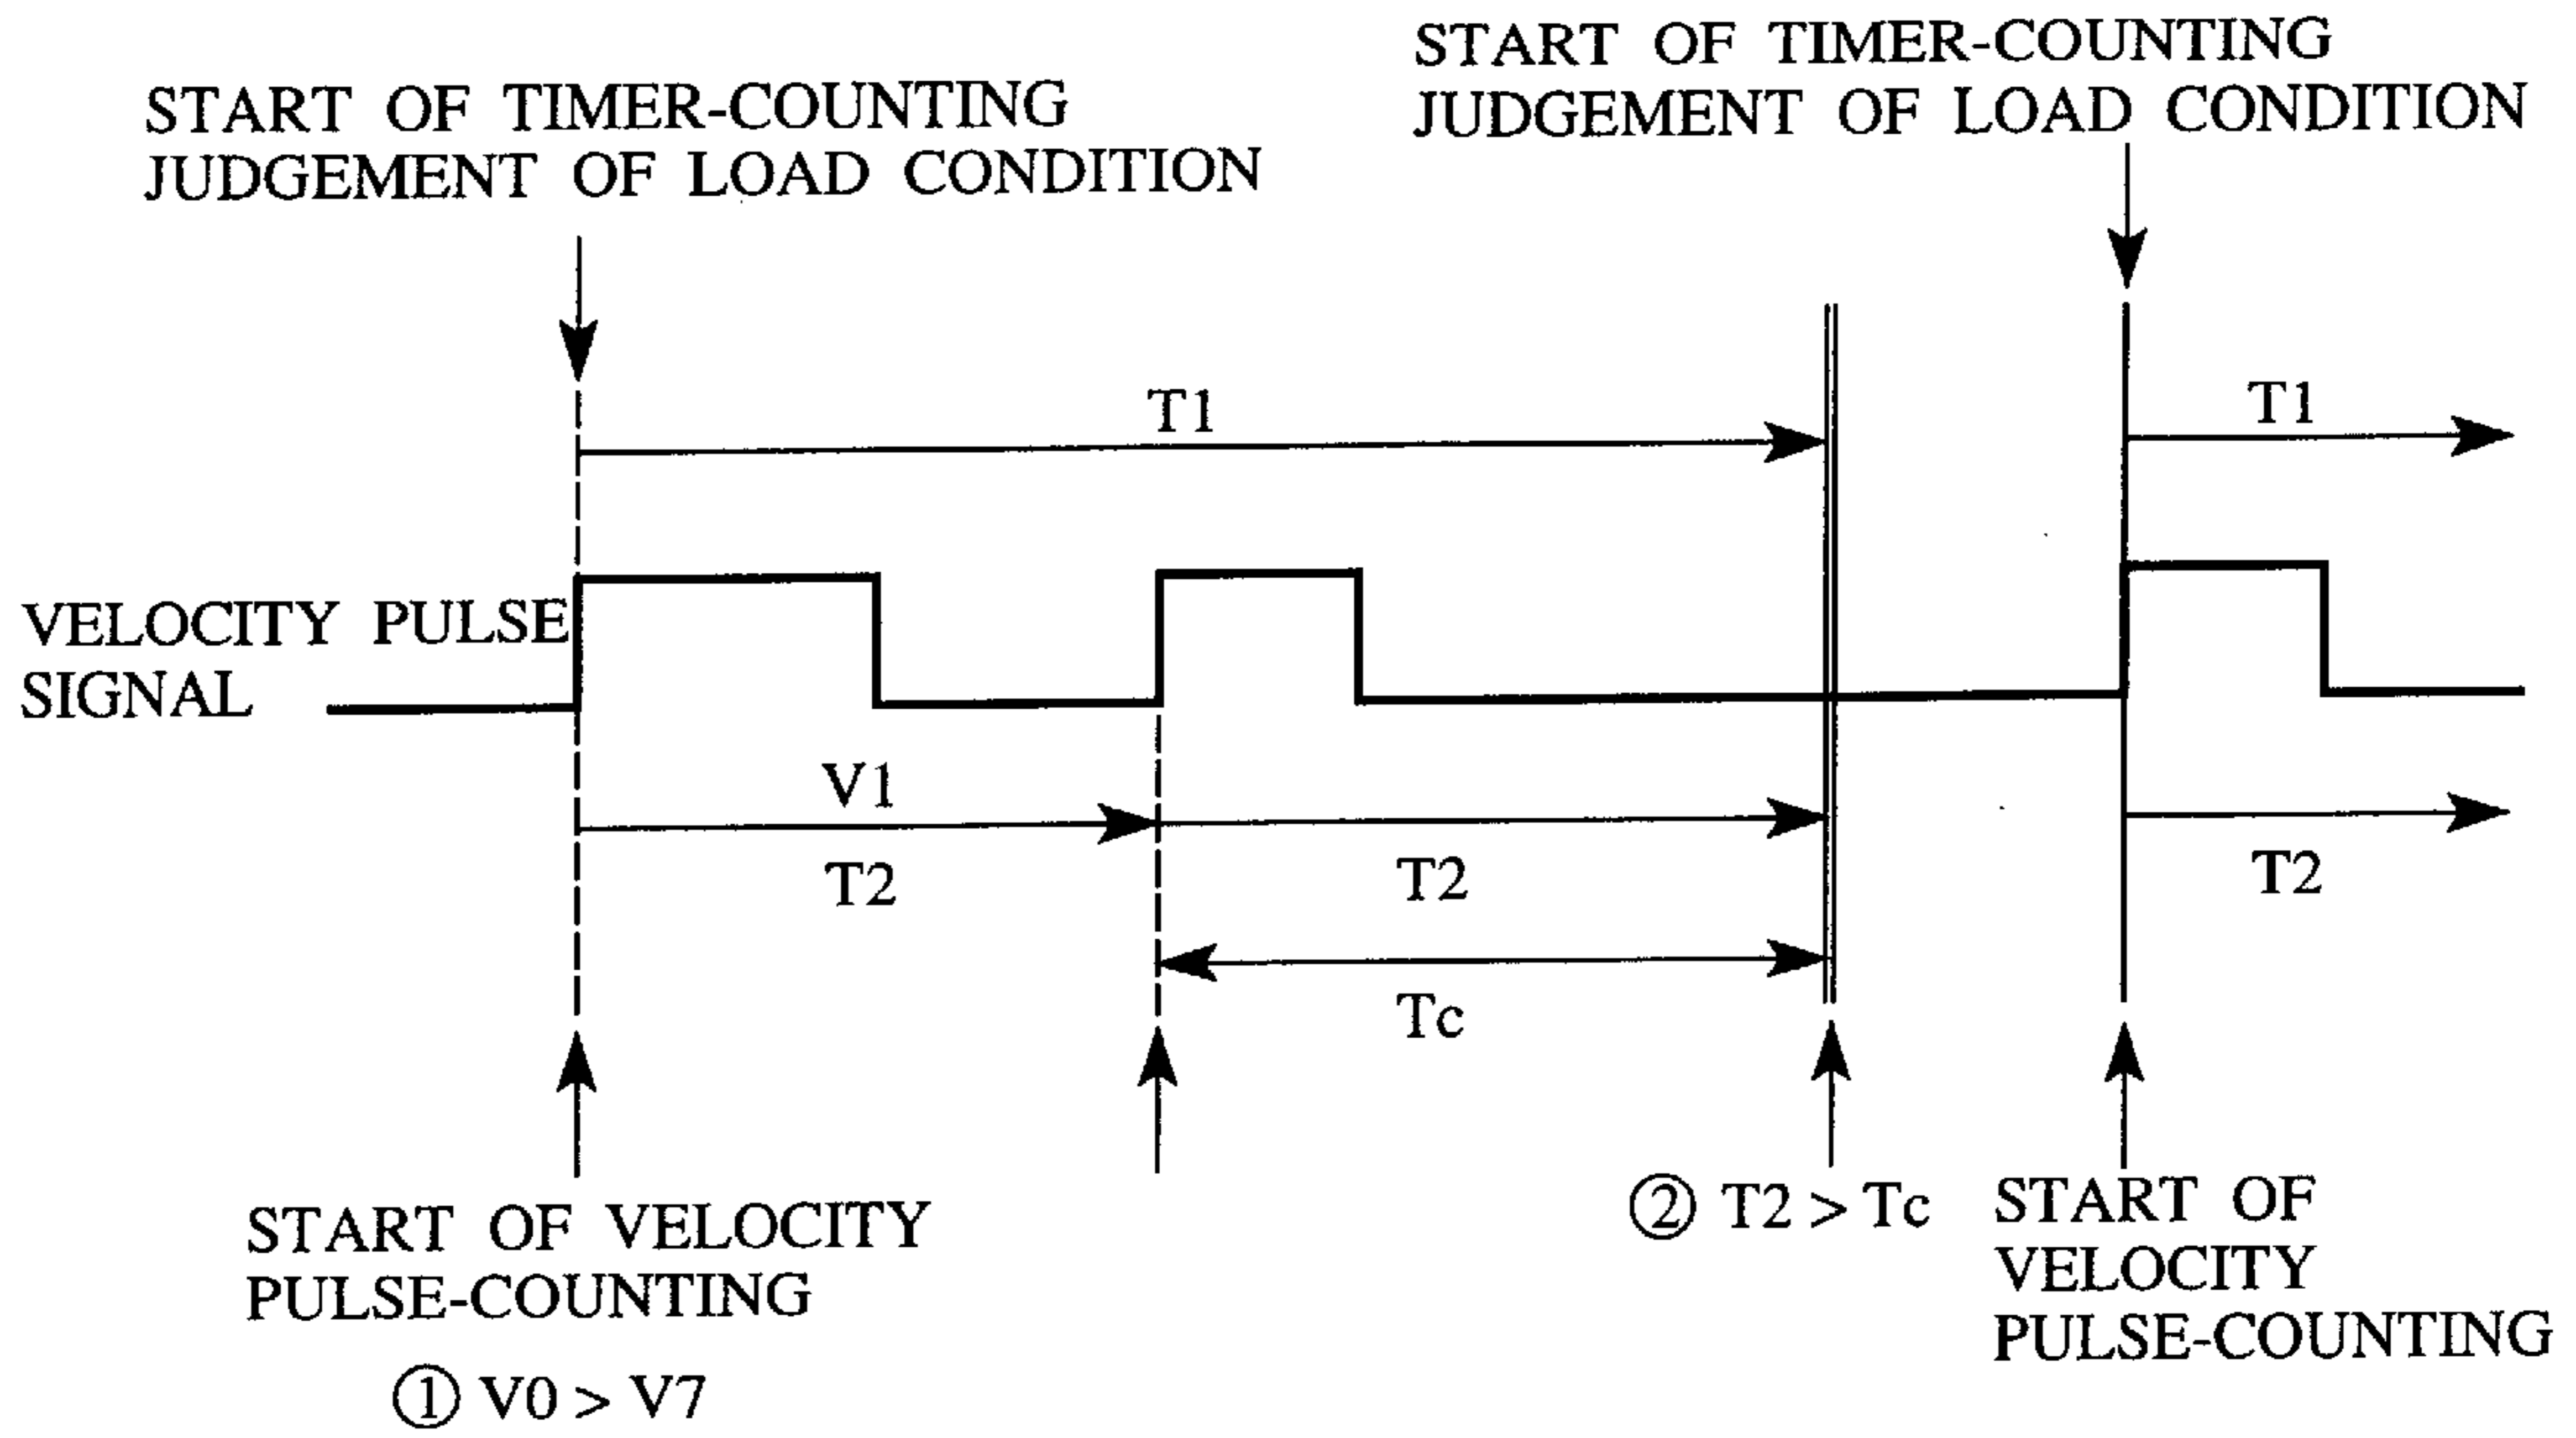 START OF TIMER-COUNTING
JUDGEMENT OF LOAD CONDITION
START OF TIMER-COUNTING
JUDGEMENT OF LOAD CONDITION
T1
T1
VELOCITY PULSE
SIGNAL
V1
T2
T2
T2
Tc
START OF VELOCITY
PULSE-COUNTING
① V0 > V7
② T2 > Tc
START OF
VELOCITY
PULSE-COUNTING